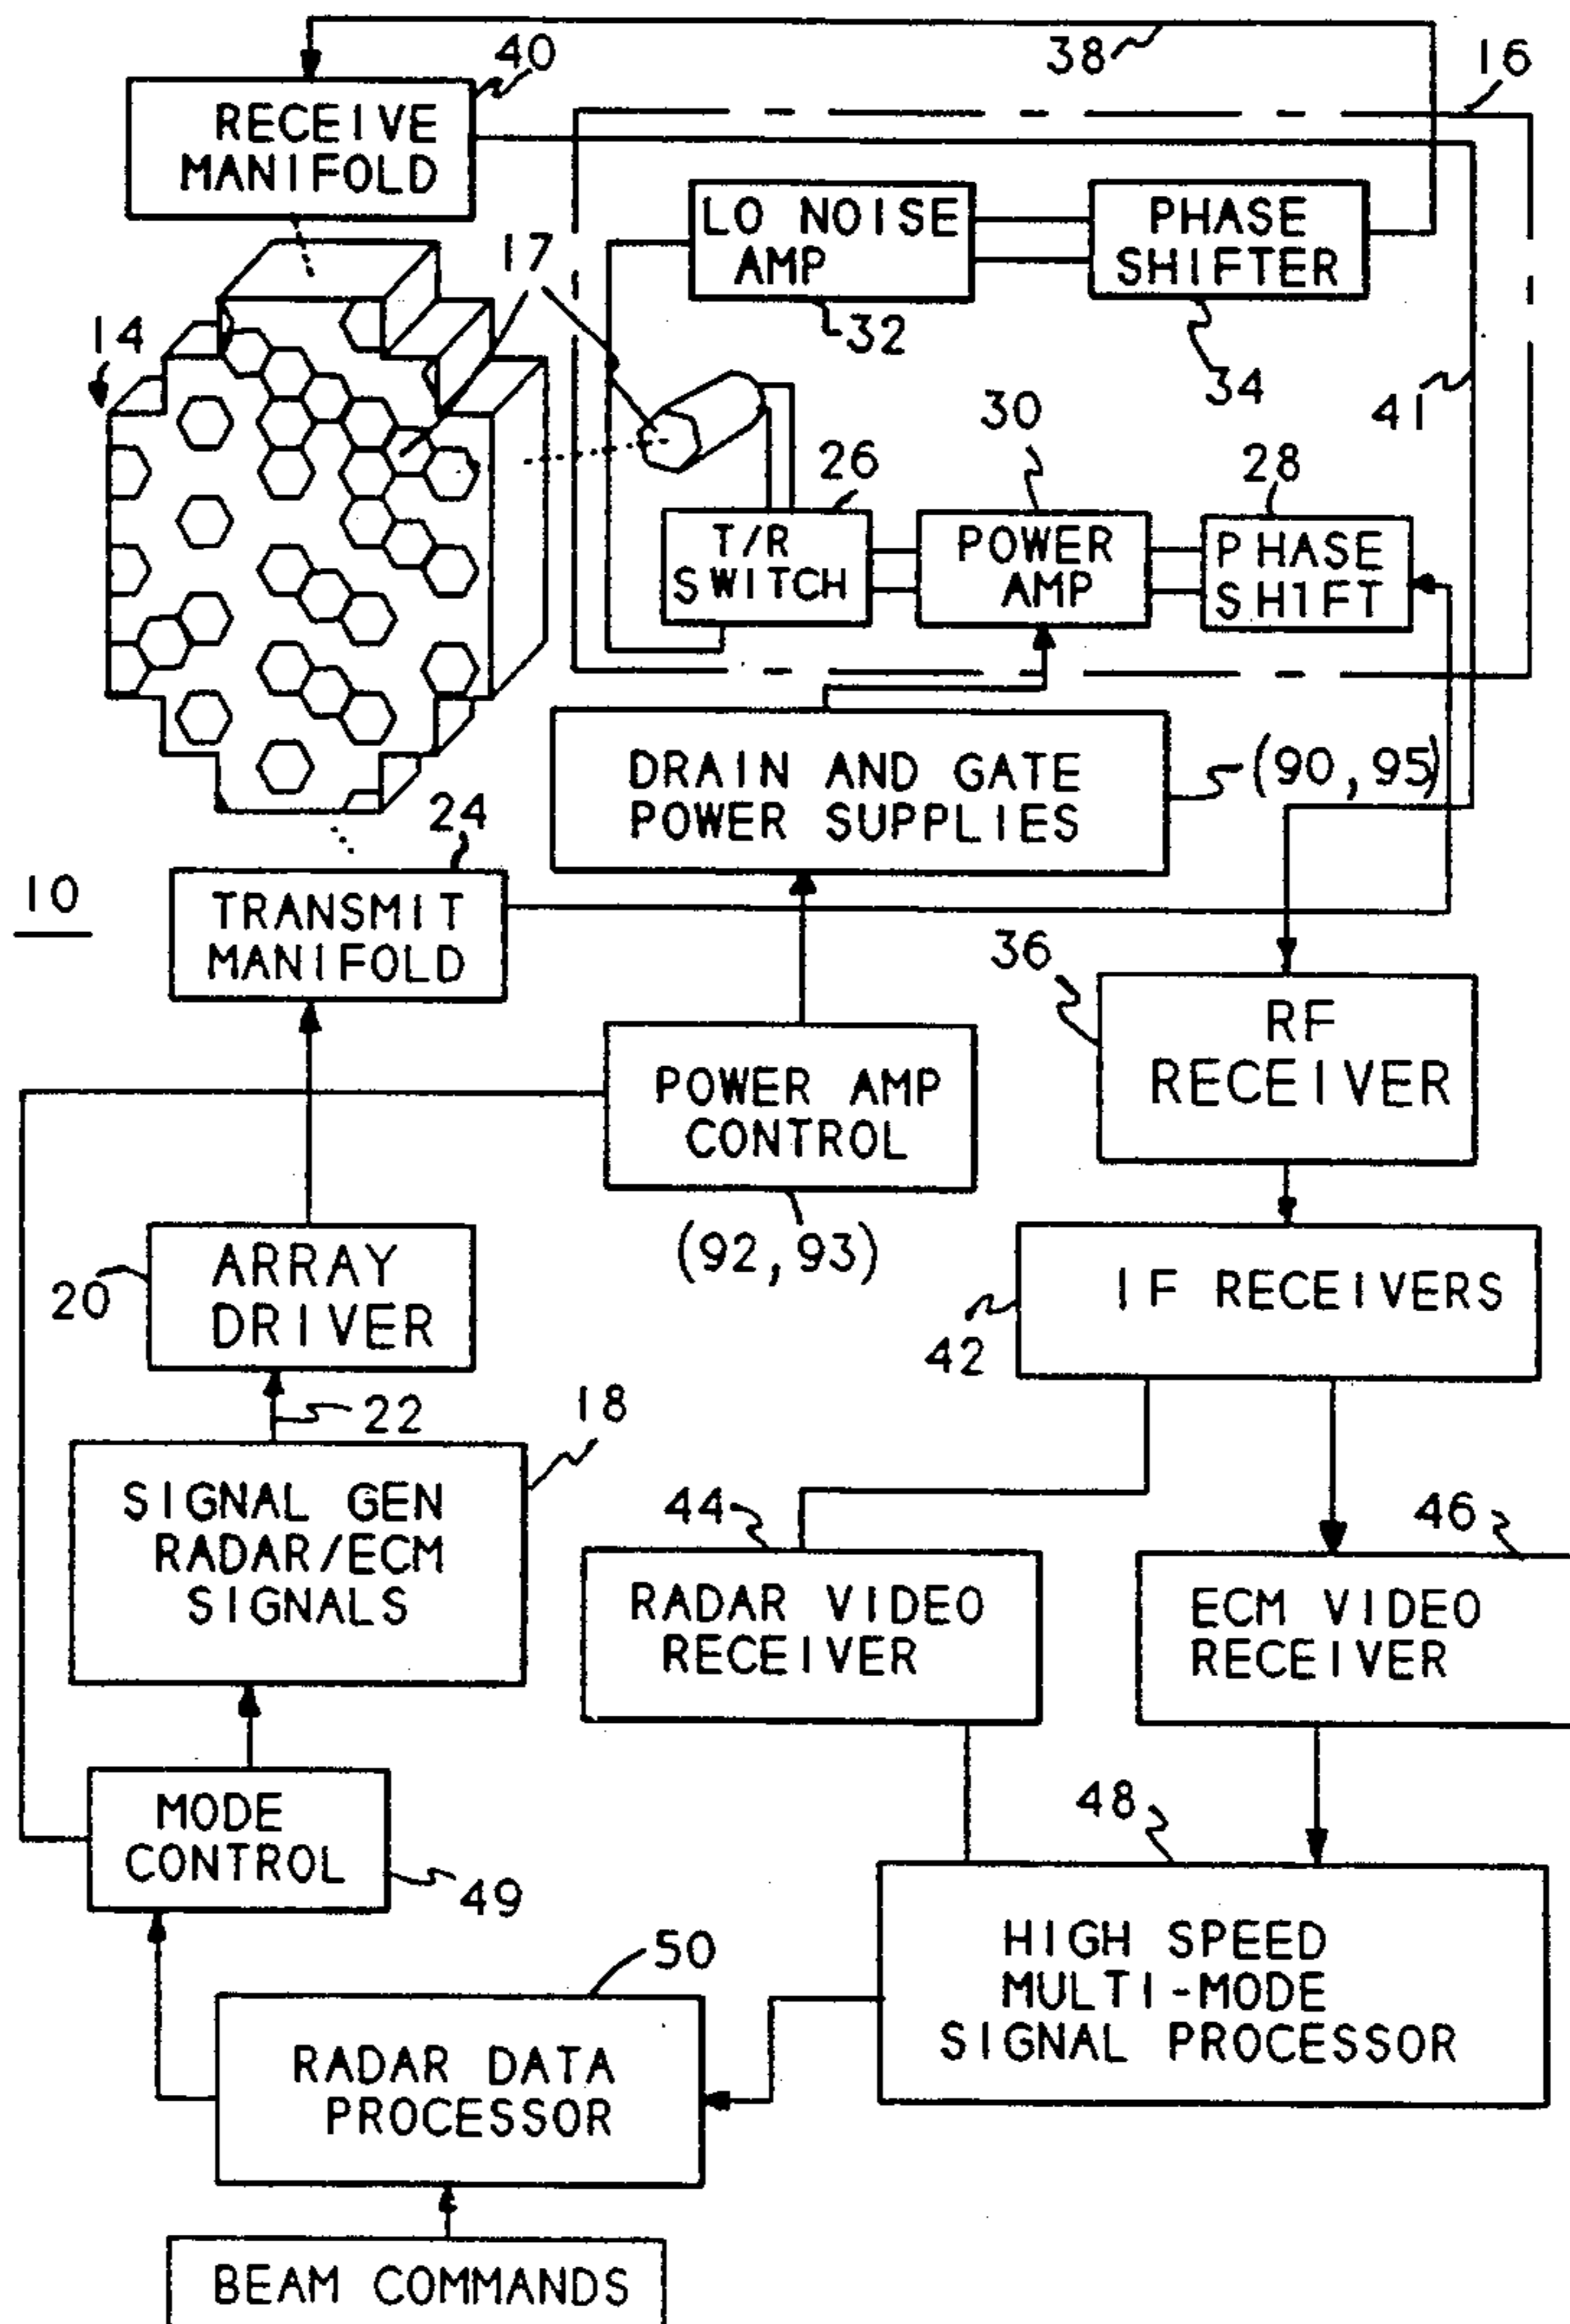 38
40
16
RECEIVE
MANIFOLD
17
LO NOISE
AMP
PHASE
SHIFTER
14
32
34
41
30
26
28
T/R
SWITCH
POWER
AMP
PHASE
SHIFT
DRAIN AND GATE
POWER SUPPLIES
(90,95)
24
10
TRANSMIT
MANIFOLD
36
RF
RECEIVER
POWER AMP
CONTROL
(92,93)
20
ARRAY
DRIVER
IF RECEIVERS
42
22
18
SIGNAL GEN
RADAR/ECM
SIGNALS
44
46
RADAR VIDEO
RECEIVER
ECM VIDEO
RECEIVER
48
MODE
CONTROL
49
HIGH SPEED
MULTI-MODE
SIGNAL PROCESSOR
50
RADAR DATA
PROCESSOR
BEAM COMMANDS